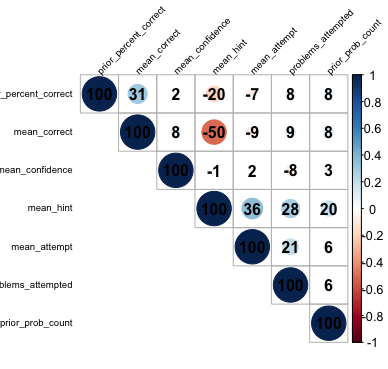 prior_percent_correct
mean_correct
mean_confidence
mean_hint
mean_attempt
problems_attempted
prior_prob_count
r_percent_correct 100 31 2 -20 -7 8 8
mean_correct 100 8 -50 -9 9 8
mean_confidence 100 -1 2 -8 3
mean_hint 100 36 28 20
mean_attempt 100 21 6
blems_attempted 100 6
prior_prob_count 100
1
0.8
0.6
0.4
0.2
0
-0.2
-0.4
-0.6
-0.8
-1